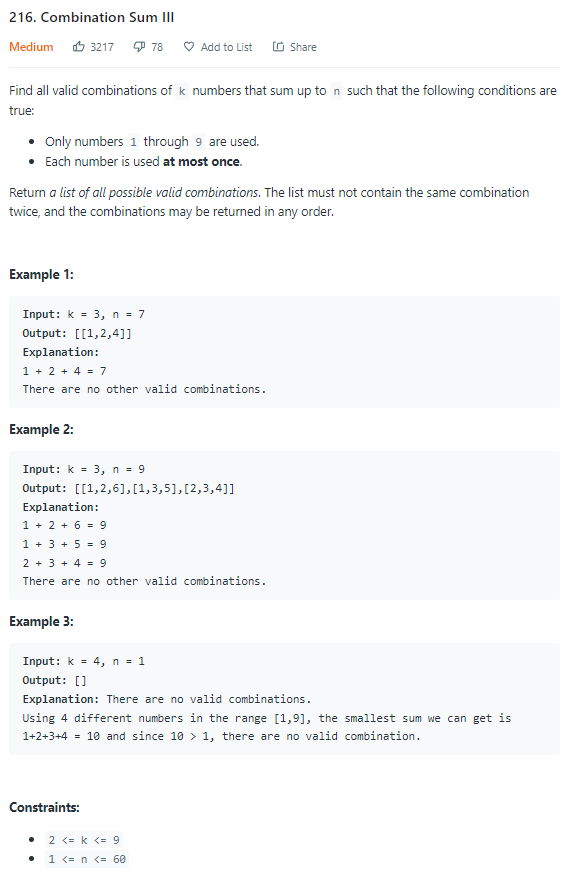 216. Combination Sum III
Medium 3217 78 Add to List Share
Find all valid combinations of k numbers that sum up to n such that the following conditions are
true:
• Only numbers 1 through 9 are used.
• Each number is used at most once.
Return a list of all possible valid combinations. The list must not contain the same combination
twice, and the combinations may be returned in any order.
Example 1:
Input: k = 3, n = 7
Output: [[1,2,4]]
Explanation:
1 + 2 + 4 = 7
There are no other valid combinations.
Example 2:
Input: k = 3, n = 9
Output: [[1,2,6],[1,3,5],[2,3,4]]
Explanation:
1 + 2 + 6 = 9
1 + 3 + 5 = 9
2 + 3 + 4 = 9
There are no other valid combinations.
Example 3:
Input: k = 4, n = 1
Output: []
Explanation: There are no valid combinations.
Using 4 different numbers in the range [1,9], the smallest sum we can get is
1+2+3+4 = 10 and since 10 > 1, there are no valid combination.
Constraints:
• 2 <= k <= 9
• 1 <= n <= 60